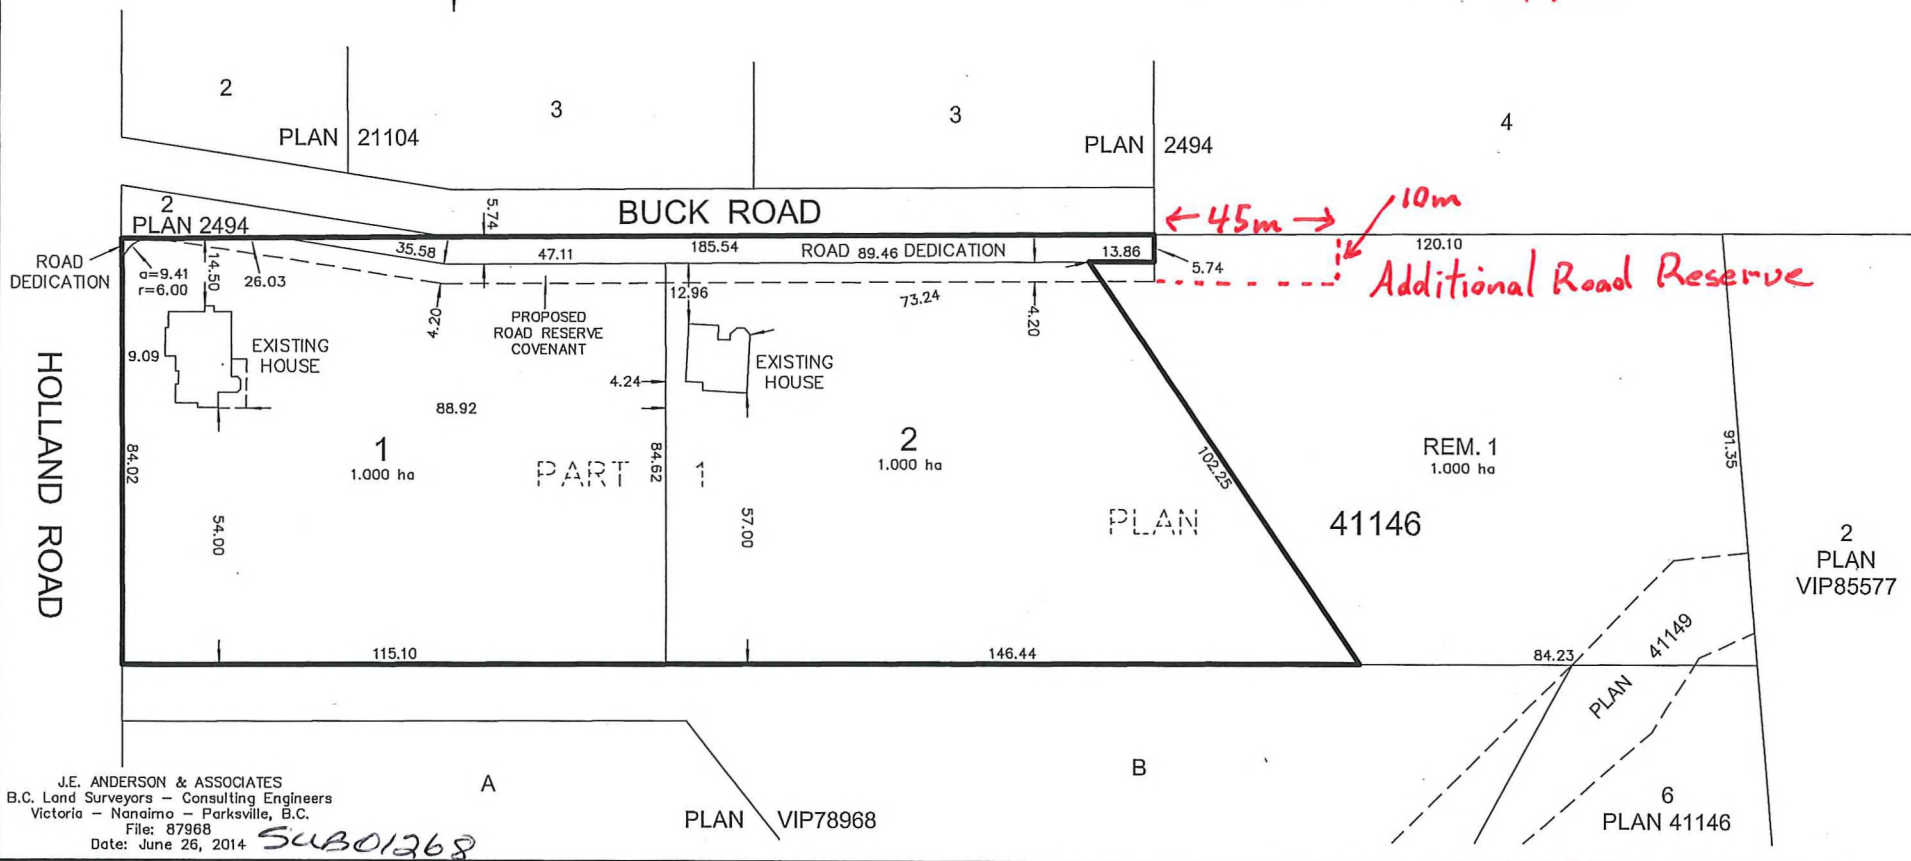 2
3
3
4
PLAN 21104
PLAN 2494
2
PLAN 2494
5.74
BUCK ROAD
← 45m →
10m
ROAD
DEDICATION
a=9.41
r=6.00
14.50
26.03
35.58
47.11
185.54
ROAD 89.46 DEDICATION
13.86
5.74
120.10
Additional Road Reserve
4.20
PROPOSED
ROAD RESERVE
COVENANT
12.96
73.24
4.20
HOLLAND ROAD
9.09
EXISTING
HOUSE
4.24
EXISTING
HOUSE
88.92
84.02
1
1.000 ha
PART 1
84.62
2
1.000 ha
102.25
REM. 1
1.000 ha
91.35
54.00
57.00
PLAN
41146
2
PLAN
VIP85577
115.10
146.44
84.23
PLAN 41149
A
B
PLAN VIP78968
6
PLAN 41146
J.E. ANDERSON & ASSOCIATES
B.C. Land Surveyors – Consulting Engineers
Victoria – Nanaimo – Parksville, B.C.
File: 87968
Date: June 26, 2014
SUB01268